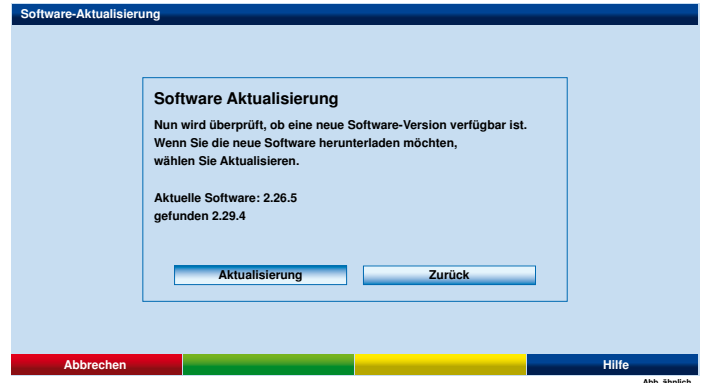 Software-Aktualisierung
Software Aktualisierung
Nun wird überprüft, ob eine neue Software-Version verfügbar ist.
Wenn Sie die neue Software herunterladen möchten,
wählen Sie Aktualisieren.
Aktuelle Software: 2.26.5
gefunden 2.29.4
Aktualisierung Zurück
Abbrechen Hilfe
Abb. ähnlich